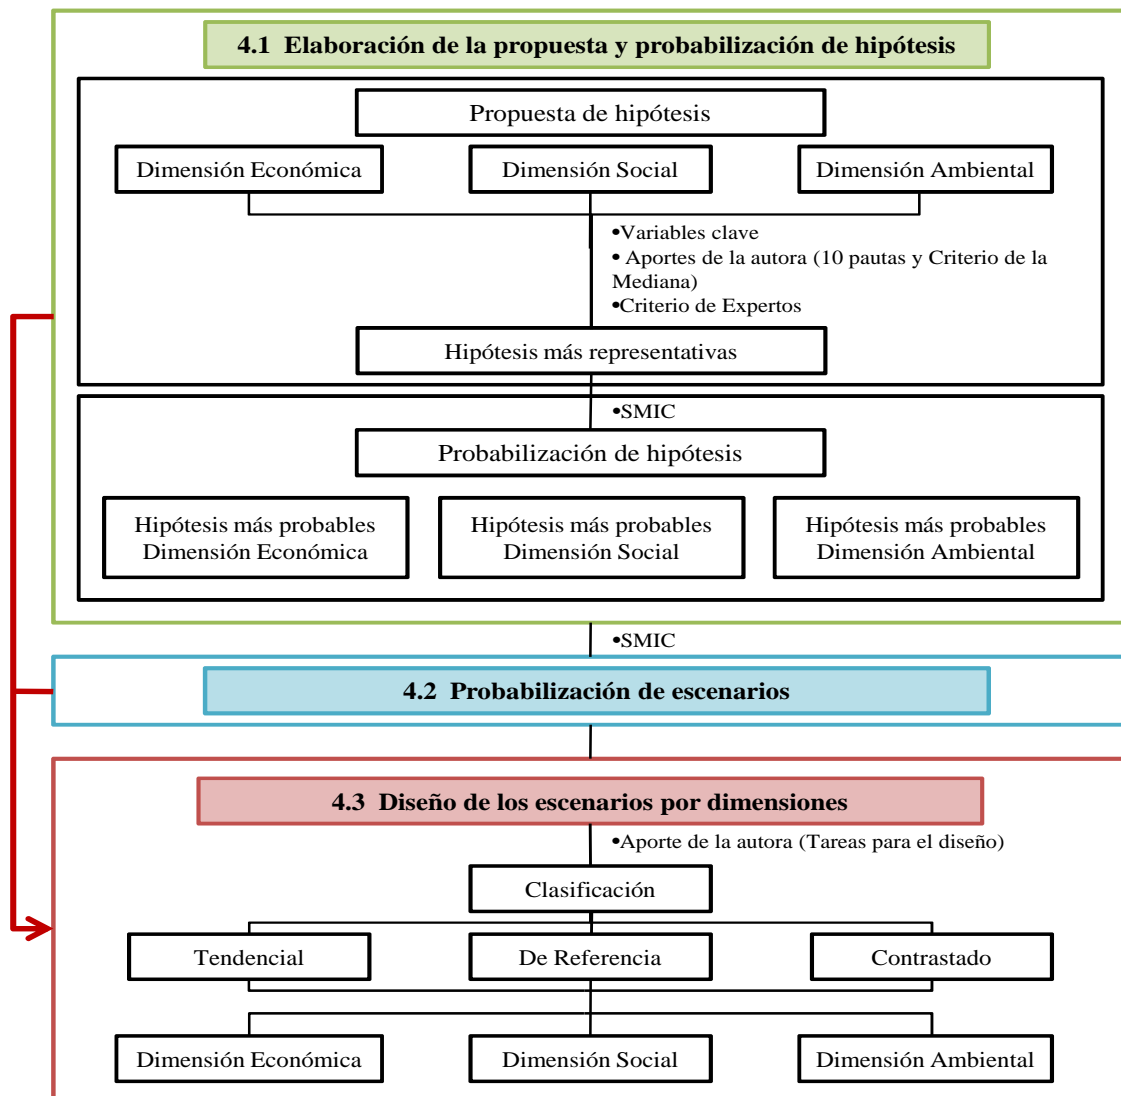 4.1 Elaboración de la propuesta y probabilización de hipótesis
Propuesta de hipótesis
Dimensión Económica
Dimensión Social
Dimensión Ambiental
•Variables clave
• Aportes de la autora (10 pautas y Criterio de la
Mediana)
•Criterio de Expertos
Hipótesis más representativas
•SMIC
Probabilización de hipótesis
Hipótesis más probables
Dimensión Económica
Hipótesis más probables
Dimensión Social
Hipótesis más probables
Dimensión Ambiental
•SMIC
4.2 Probabilización de escenarios
4.3 Diseño de los escenarios por dimensiones
•Aporte de la autora (Tareas para el diseño)
Clasificación
Tendencial
De Referencia
Contrastado
Dimensión Económica
Dimensión Social
Dimensión Ambiental